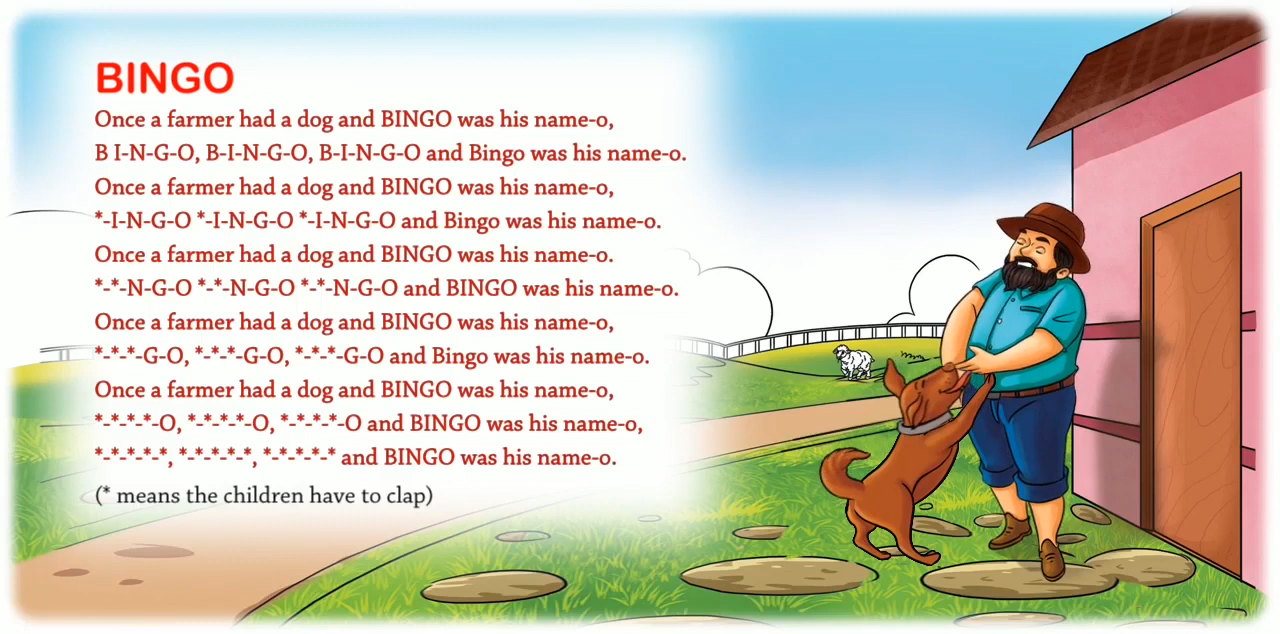 BINGO
Once a farmer had a dog and BINGO was his name-o,
B I-N-G-O, B-I-N-G-O, B-I-N-G-O and Bingo was his name-o.
Once a farmer had a dog and BINGO was his name-o,
*-I-N-G-O *-I-N-G-O *-I-N-G-O and Bingo was his name-o.
Once a farmer had a dog and BINGO was his name-o.
*-*-N-G-O *-*-N-G-O *-*-N-G-O and BINGO was his name-o.
Once a farmer had a dog and BINGO was his name-o,
*-*-*-G-O, *-*-*-G-O, *-*-*-G-O and Bingo was his name-o.
Once a farmer had a dog and BINGO was his name-o,
*-*-*-*-O, *-*-*-*-O, *-*-*-*-O and BINGO was his name-o,
*-*-*-*-*, *-*-*-*-*, *-*-*-*-* and BINGO was his name-o.
(* means the children have to clap)